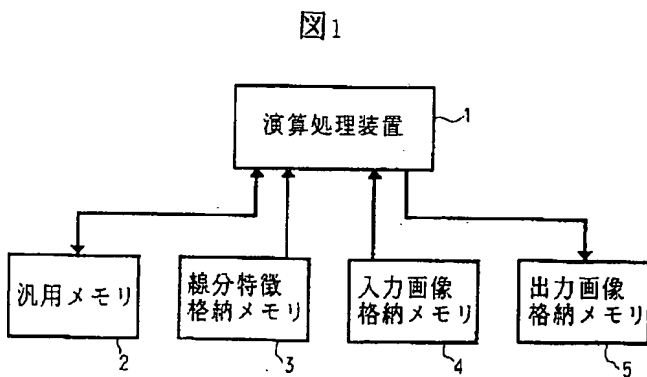 図1
演算処理装置
1
汎用メモリ
2
線分特徴
格納メモリ
3
入力画像
格納メモリ
4
出力画像
格納メモリ
5